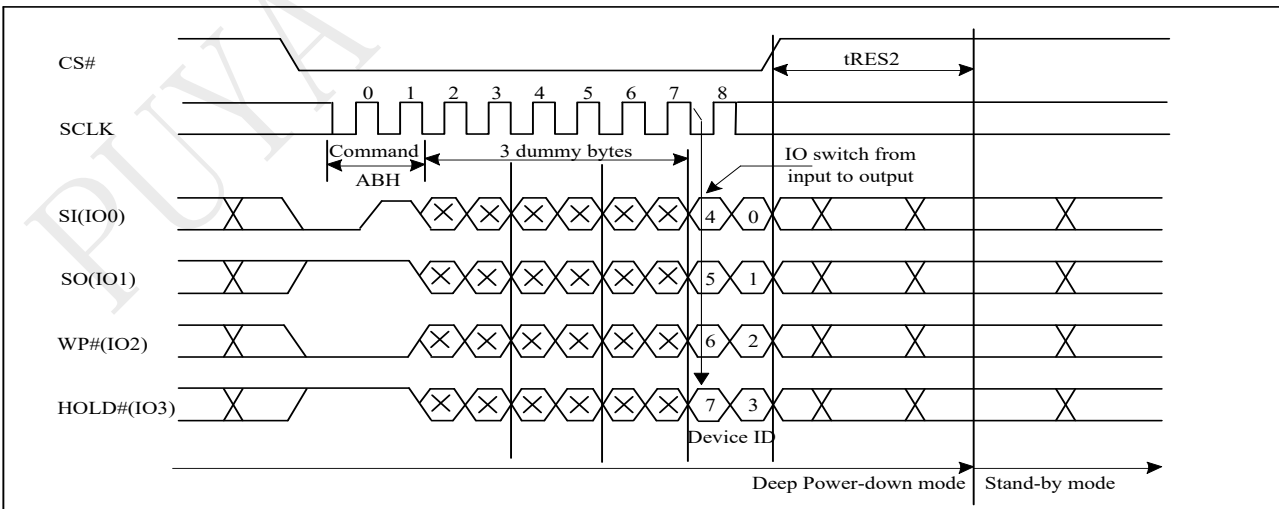 PUYA
CS#
tRES2
0 1 2 3 4 5 6 7 8
SCLK
Command
ABH
3 dummy bytes
IO switch from
input to output
SI(IO0)
4 0
SO(IO1)
5 1
WP#(IO2)
6 2
HOLD#(IO3)
7 3
Device ID
Deep Power-down mode
Stand-by mode